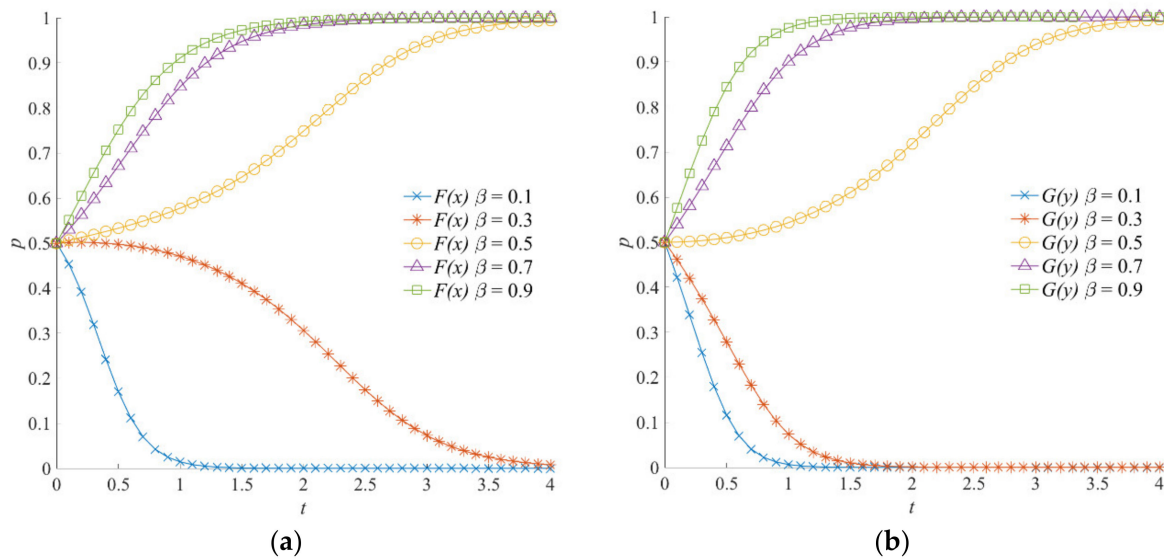 1
0.9
0.8
0.7
0.6
0.5
0.4
0.3
0.2
0.1
0
p
0 0.5 1 1.5 2 2.5 3 3.5 4
t
F(x) β = 0.1
F(x) β = 0.3
F(x) β = 0.5
F(x) β = 0.7
F(x) β = 0.9
(a)
1
0.9
0.8
0.7
0.6
0.5
0.4
0.3
0.2
0.1
0
p
0 0.5 1 1.5 2 2.5 3 3.5 4
t
G(y) β = 0.1
G(y) β = 0.3
G(y) β = 0.5
G(y) β = 0.7
G(y) β = 0.9
(b)